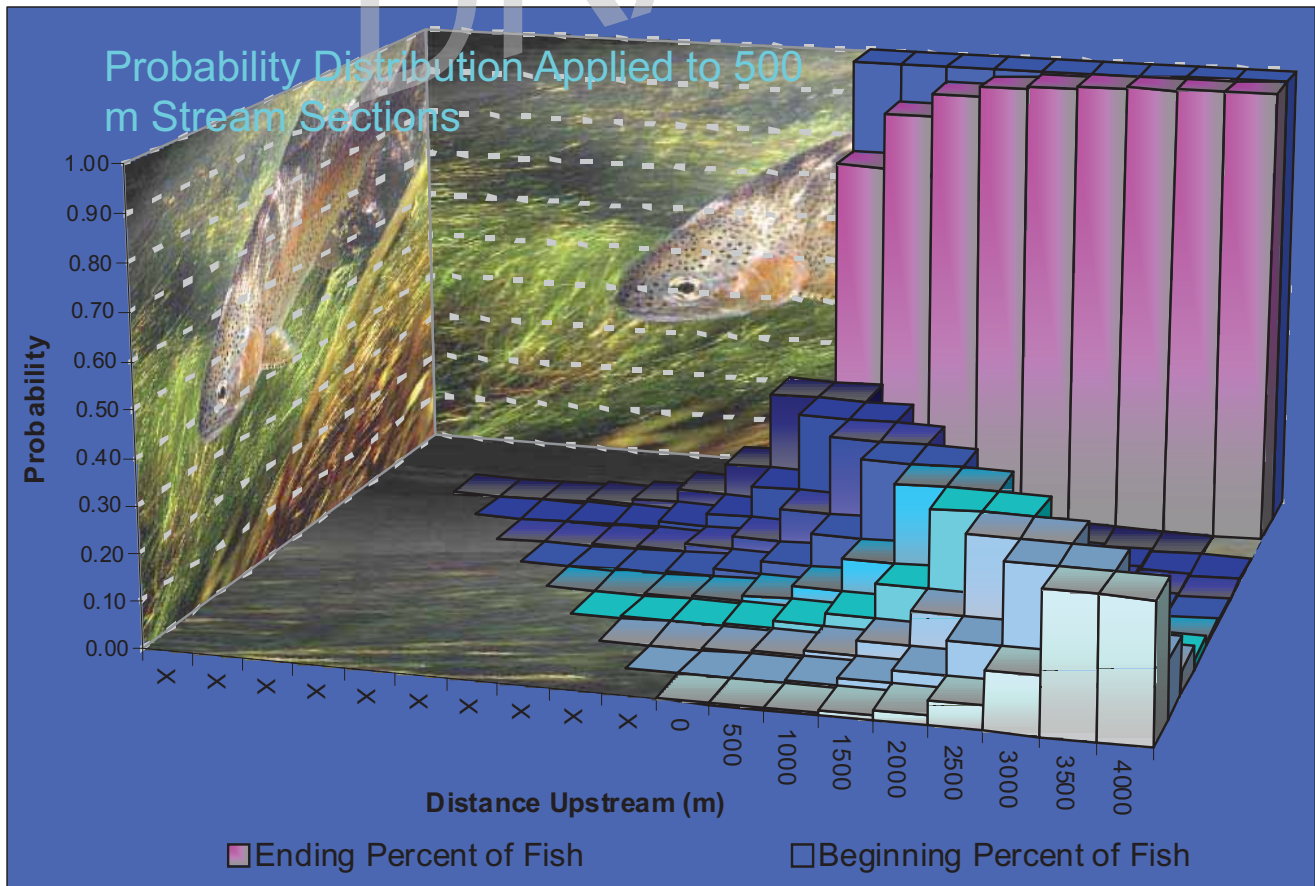 DRA
Probability Distribution Applied to 500
m Stream Sections
1.00
0.90
0.80
0.70
0.60
0.50
0.40
0.30
0.20
0.10
0.00
Probability
X X X X X X X X X X 0 500 1000 1500 2000 2500 3000 3500 4000
Distance Upstream (m)
Ending Percent of Fish
Beginning Percent of Fish